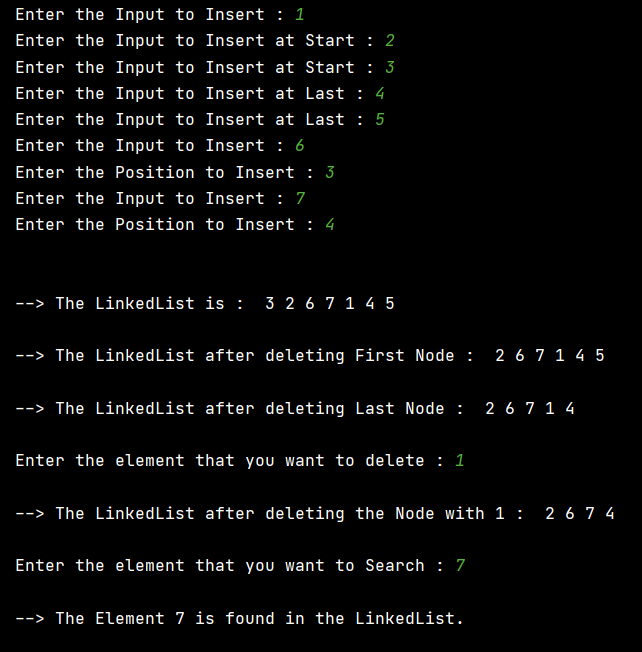 Enter the Input to Insert : 1
Enter the Input to Insert at Start : 2
Enter the Input to Insert at Start : 3
Enter the Input to Insert at Last : 4
Enter the Input to Insert at Last : 5
Enter the Input to Insert : 6
Enter the Position to Insert : 3
Enter the Input to Insert : 7
Enter the Position to Insert : 4
--> The LinkedList is :  3 2 6 7 1 4 5
--> The LinkedList after deleting First Node :  2 6 7 1 4 5
--> The LinkedList after deleting Last Node :  2 6 7 1 4
Enter the element that you want to delete : 1
--> The LinkedList after deleting the Node with 1 :  2 6 7 4
Enter the element that you want to Search : 7
--> The Element 7 is found in the LinkedList.